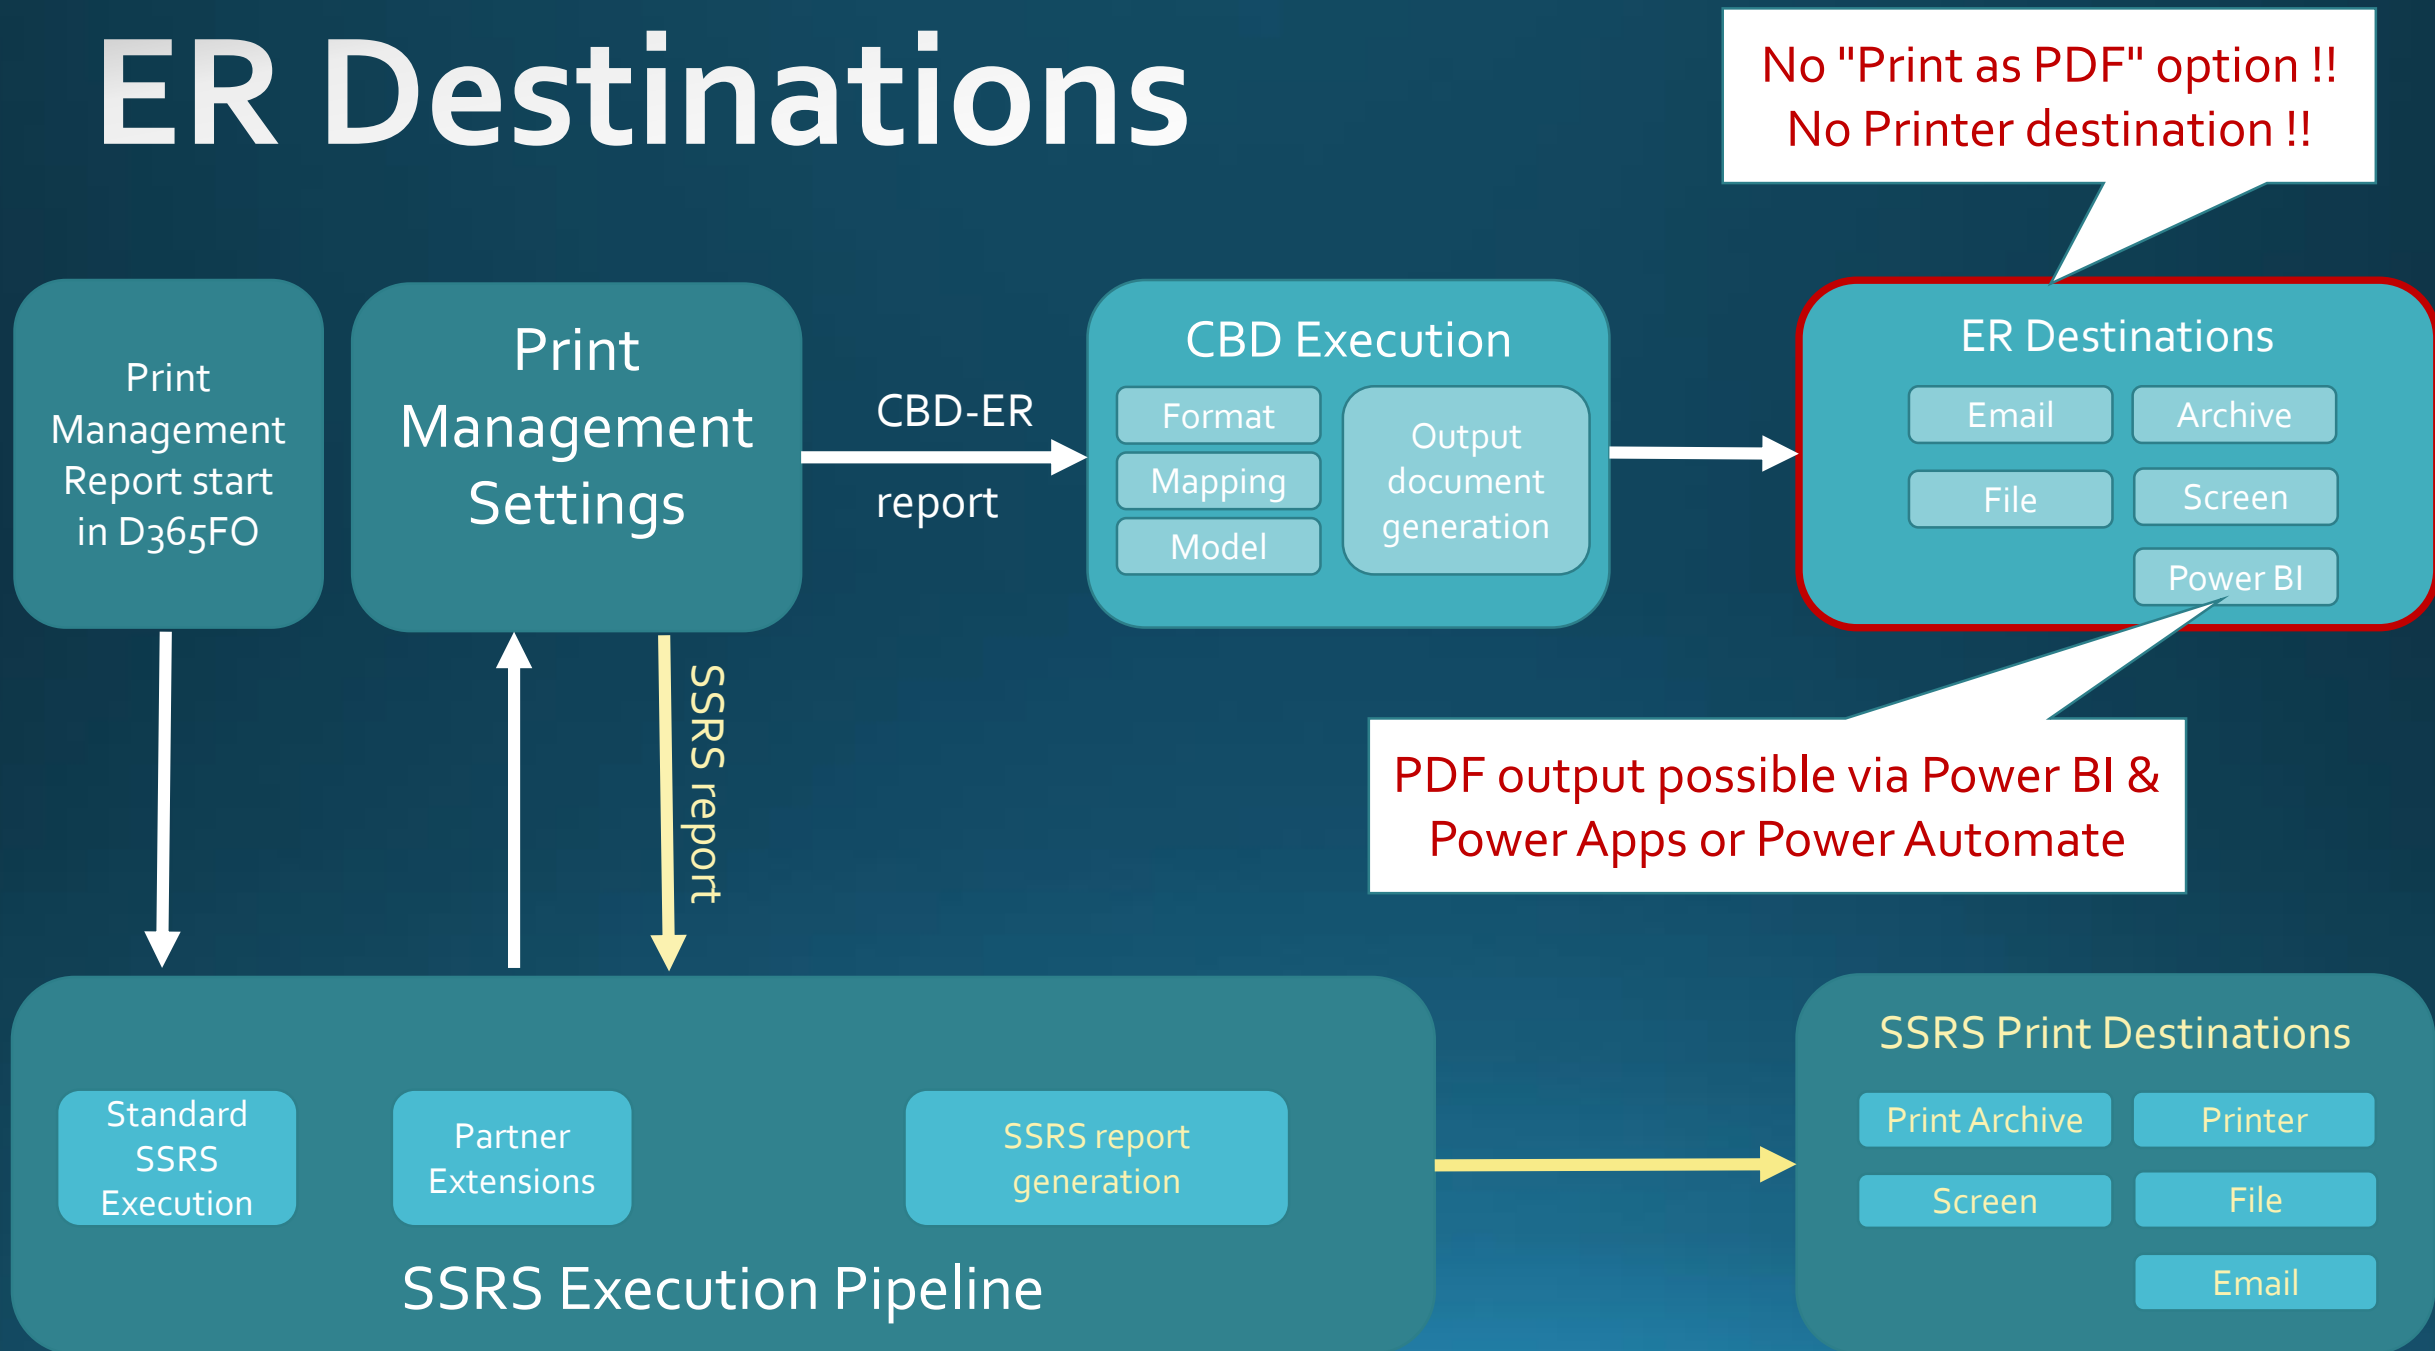 ER Destinations
No "Print as PDF" option !!
No Printer destination !!
Print
Management
Report start
in D365FO
Print
Management
Settings
CBD-ER
report
CBD Execution
Format
Mapping
Model
Output
document
generation
ER Destinations
Email
Archive
File
Screen
Power BI
SSRS report
PDF output possible via Power BI &
Power Apps or Power Automate
Standard
SSRS
Execution
Partner
Extensions
SSRS report
generation
SSRS Execution Pipeline
SSRS Print Destinations
Print Archive
Printer
Screen
File
Email